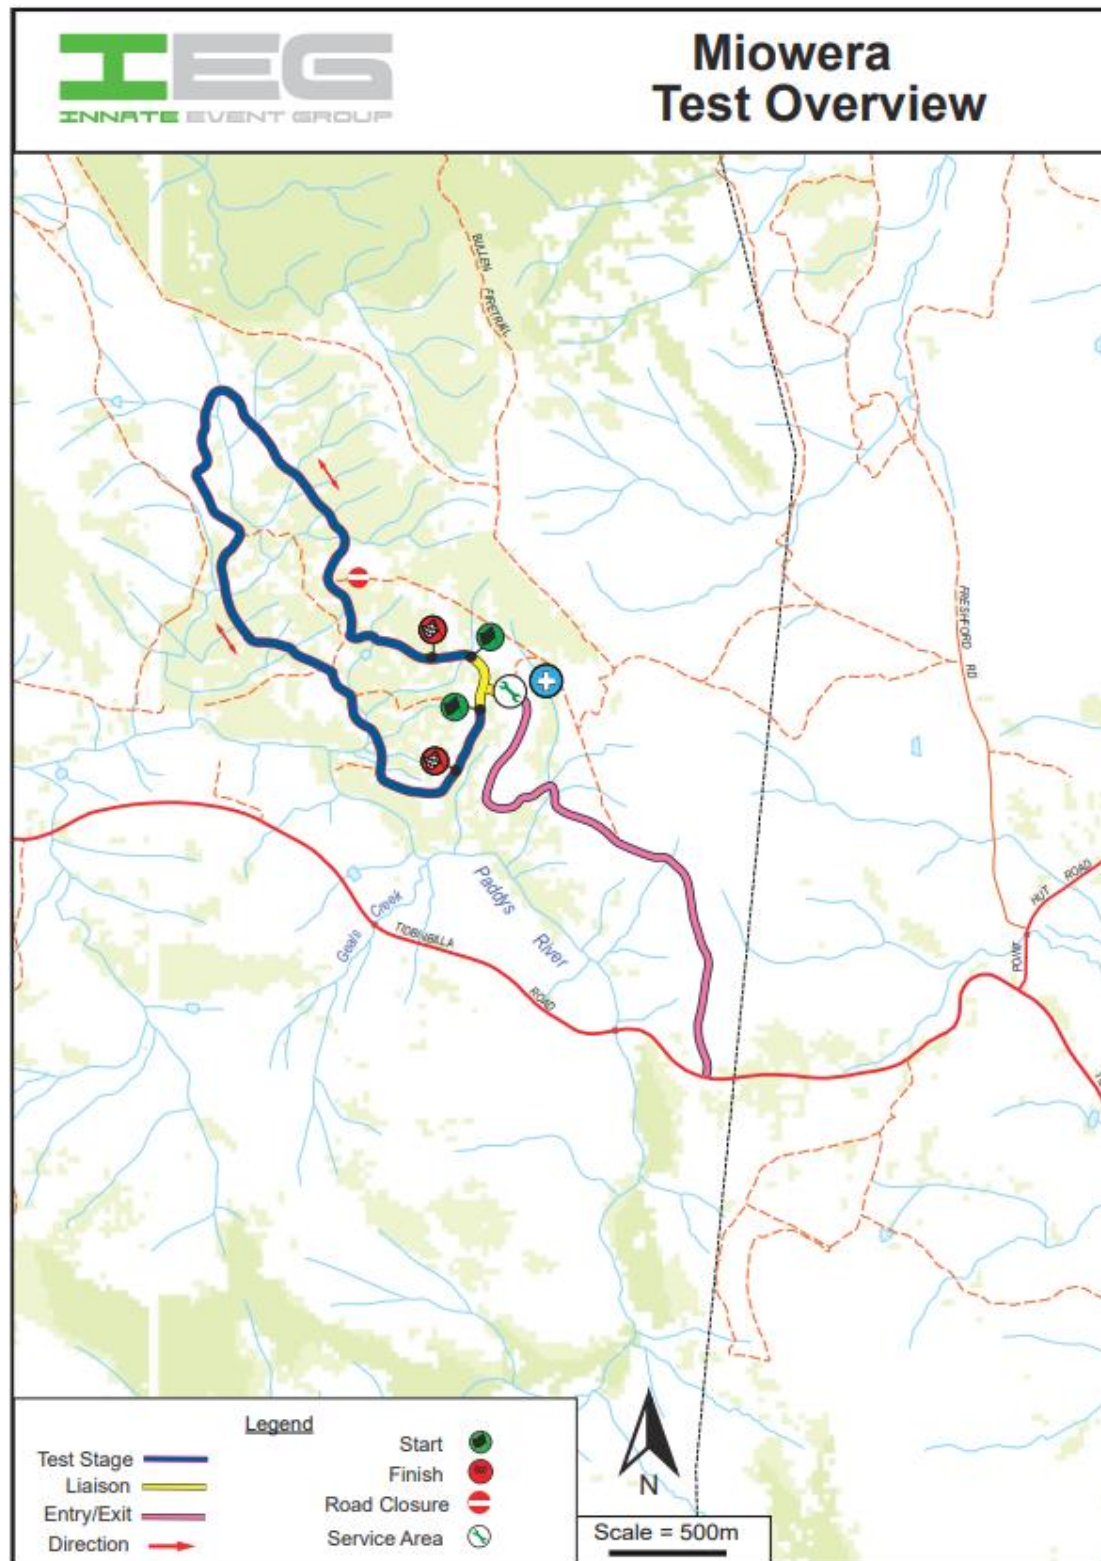 IEG
INNATE EVENT GROUP
Miowera
Test Overview
BULLEN FIRETRAIL
FRESHFORD RD
HUT ROAD
POINT
Paddys
River
Creek
TIDBINBILLA
ROAD
Legend
Test Stage
Liaison
Entry/Exit
Direction
Start
Finish
Road Closure
Service Area
N
Scale = 500m